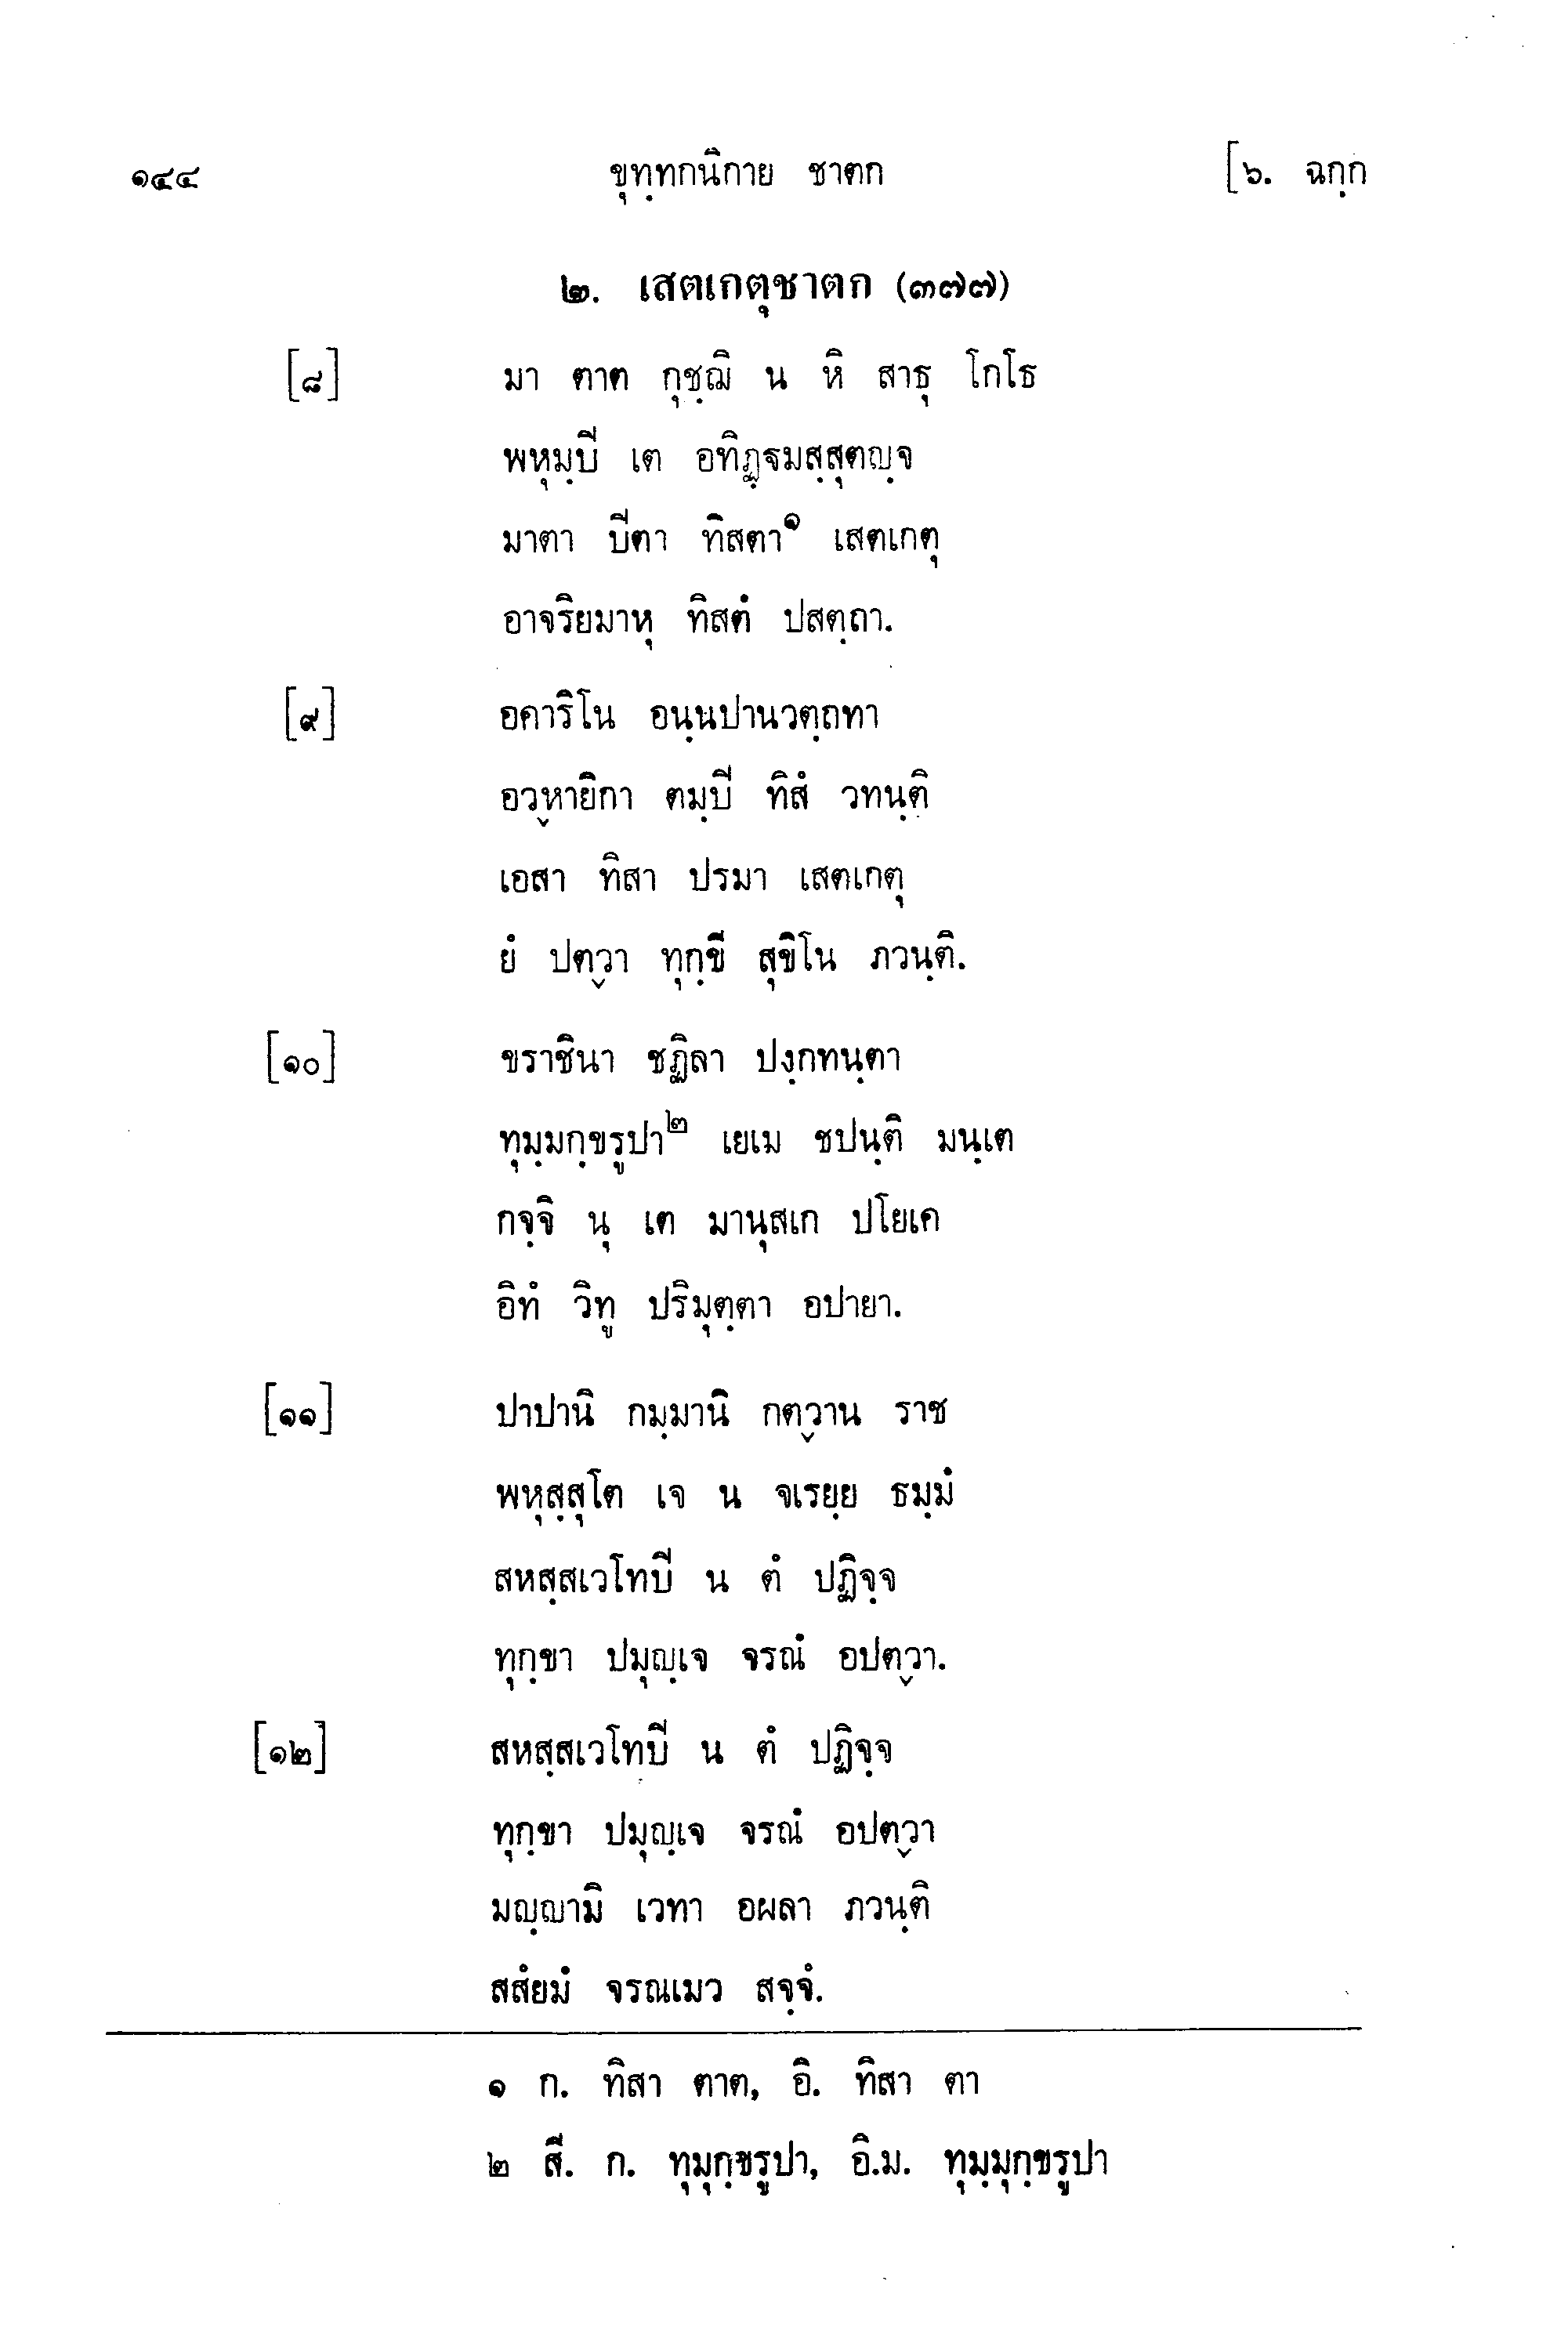 ๑๔๔ ขุทฺทกนิกาย ชาตก [๖. ฉกฺก
๒. เสตเกตุชาตก (๓๗๗)
[๘] มา ตาต กุชฺฌิ น หิ สาธุ โกโธ
พหุมฺปี เต อทิฏฺฐมสฺสุตญฺจ
มาตา ปิตา ทิสตา๑ เสตเกตุ
อาจริยมาหุ ทิสตํ ปสตฺถา.
[๙] อคาริโน อนฺนปานวตฺถทา
อวฺหายิกา ตมฺปี ทิสํ วทนฺติ
เอสา ทิสา ปรมา เสตเกตุ
ยํ ปตฺวา ทุกฺขี สุขิโน ภวนฺติ.
[๑๐] ขราชินา ชฏิลา ปงฺกทนฺตา
ทุมฺมกฺขรูปา๒ เยเม ชปนฺติ มนฺเต
กจฺจิ นุ เต มานุสเก ปโยเค
อิทํ วิทู ปริมุตฺตา อปายา.
[๑๑] ปาปานิ กมฺมานิ กตฺวาน ราช
พหุสฺสุโต เจ น จเรยฺย ธมฺมํ
สหสฺสเวโทปี น ตํ ปฏิจฺจ
ทุกฺขา ปมุญฺเจ จรณํ อปตฺวา.
[๑๒] สหสฺสเวโทปี น ตํ ปฏิจฺจ
ทุกฺขา ปมุญฺเจ จรณํ อปตฺวา
มญฺญามิ เวทา อผลา ภวนฺติ
สสํยมํ จรณเมว สจฺจํ.
๑ ก. ทิสา ตาต, อิ. ทิสา ตา
๒ สี. ก. ทุมุกฺขรูปา, อิ.ม. ทุมฺมุกฺขรูปา